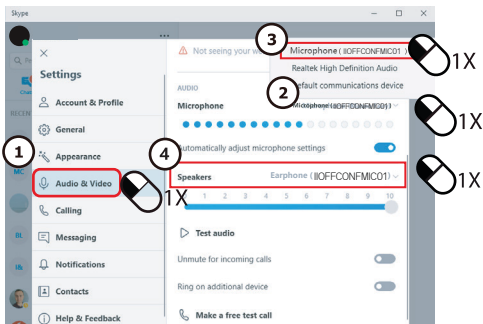 Skype
Not seeing your we
3
Microphone ( IIOFFCONFMIC01 )
1X
Realtek High Definition Audio
Default communications device
Settings
AUDIO
2
Microphone
Microphone (IIOFFCONFMIC01)
1X
Account & Profile
RECEN
General
Automatically adjust microphone settings
1
Appearance
4
MC
Audio & Video
1X
Speakers
Earphone ( IIOFFCONFMIC01)
1X
1 2 3 4 5 6 7 8 9 10
Calling
BL
Messaging
Test audio
Unmute for incoming calls
Notifications
Ring on additional device
Contacts
Help & Feedback
Make a free test call